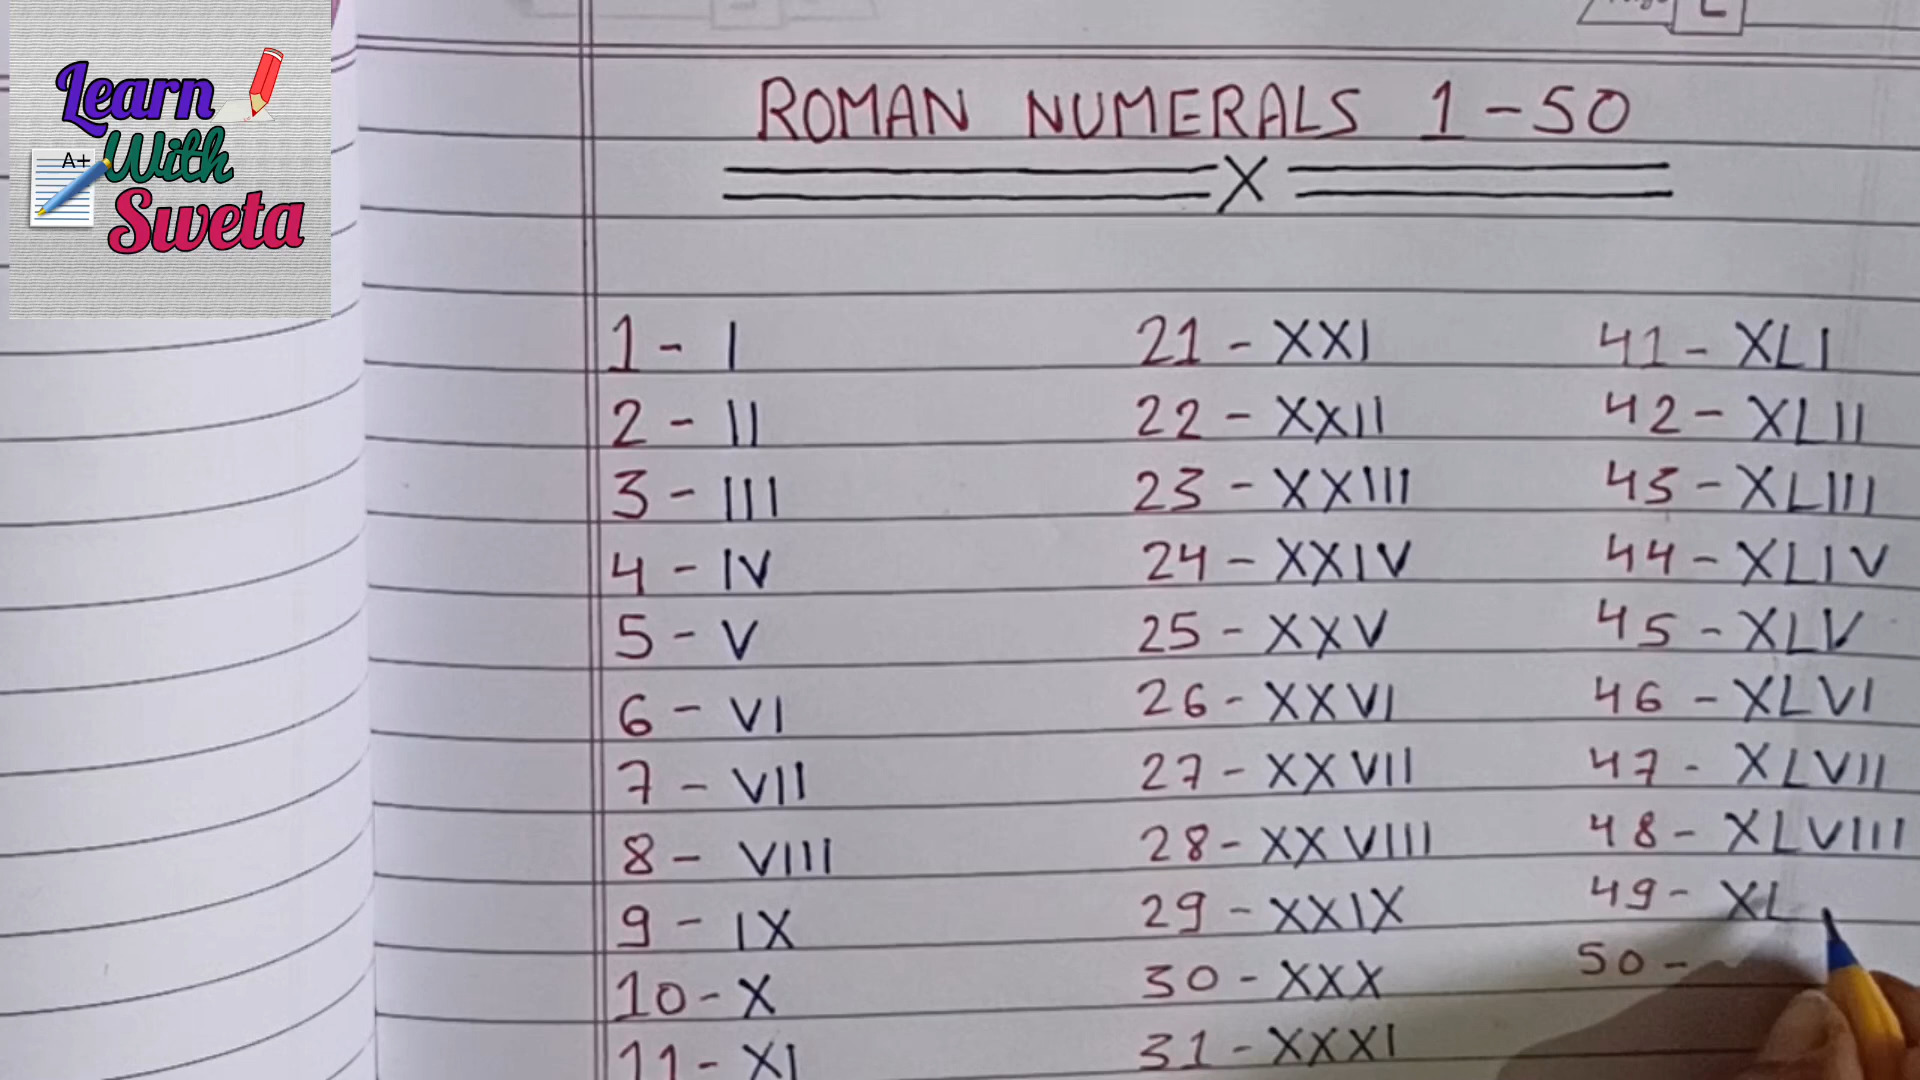 Learn
With
A+
Sweta
ROMAN NUMERALS 1-50
X
1 - I
2 - II
3 - III
4 - IV
5 - V
6 - VI
7 - VII
8 - VIII
9 - IX
10 - X
11 - XI
21 - XXI
22 - XXII
23 - XXIII
24 - XXIV
25 - XXV
26 - XXVI
27 - XXVII
28 - XXVIII
29 - XXIX
30 - XXX
31 - XXXI
41 - XLI
42 - XLII
43 - XLIII
44 - XLIV
45 - XLV
46 - XLVI
47 - XLVII
48 - XLVIII
49 - XL
50 -